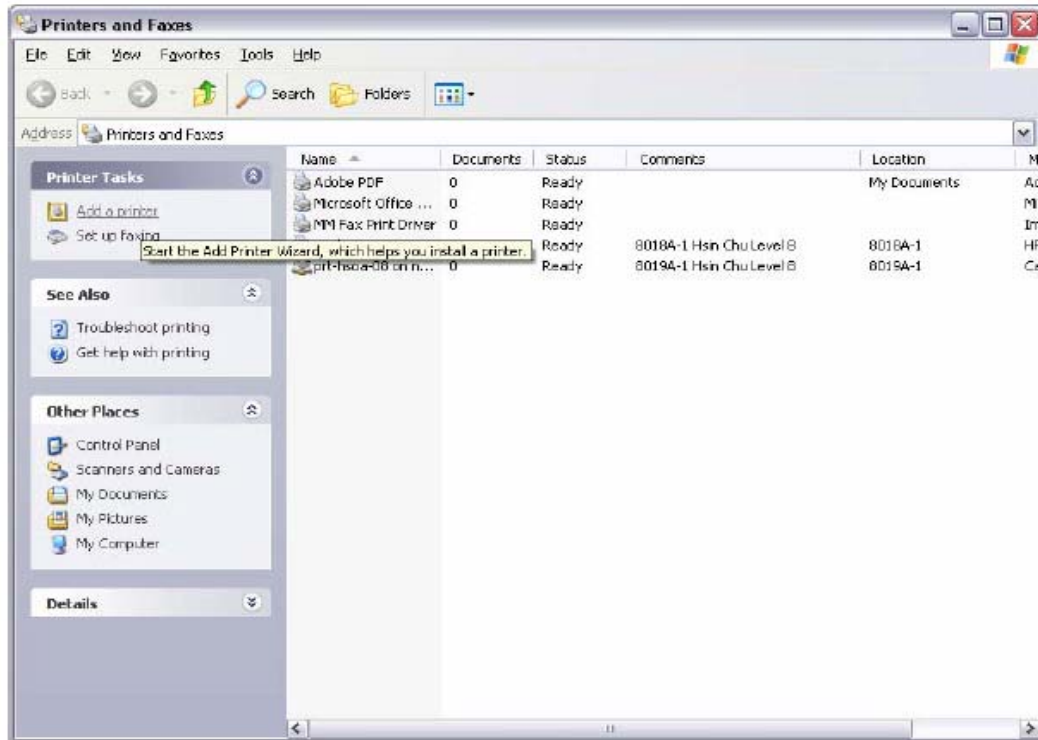 Printers and Faxes
File Edit View Favorites Tools Help
Back Search Folders
Address Printers and Faxes
Printer Tasks
Add a printer
Set up Faxing
Start the Add Printer Wizard, which helps you install a printer.
See Also
Troubleshoot printing
Get help with printing
Other Places
Control Panel
Scanners and Cameras
My Documents
My Pictures
My Computer
Details
Name Documents Status Comments Location M
Adobe PDF 0 Ready My Documents
Microsoft Office ... 0 Ready
MM Fax Print Driver 0 Ready
Ready 8018A-1 Hsin Chu Level 8 8018A-1
0 Ready 8019A-1 Hsin Chu Level 8 8019A-1